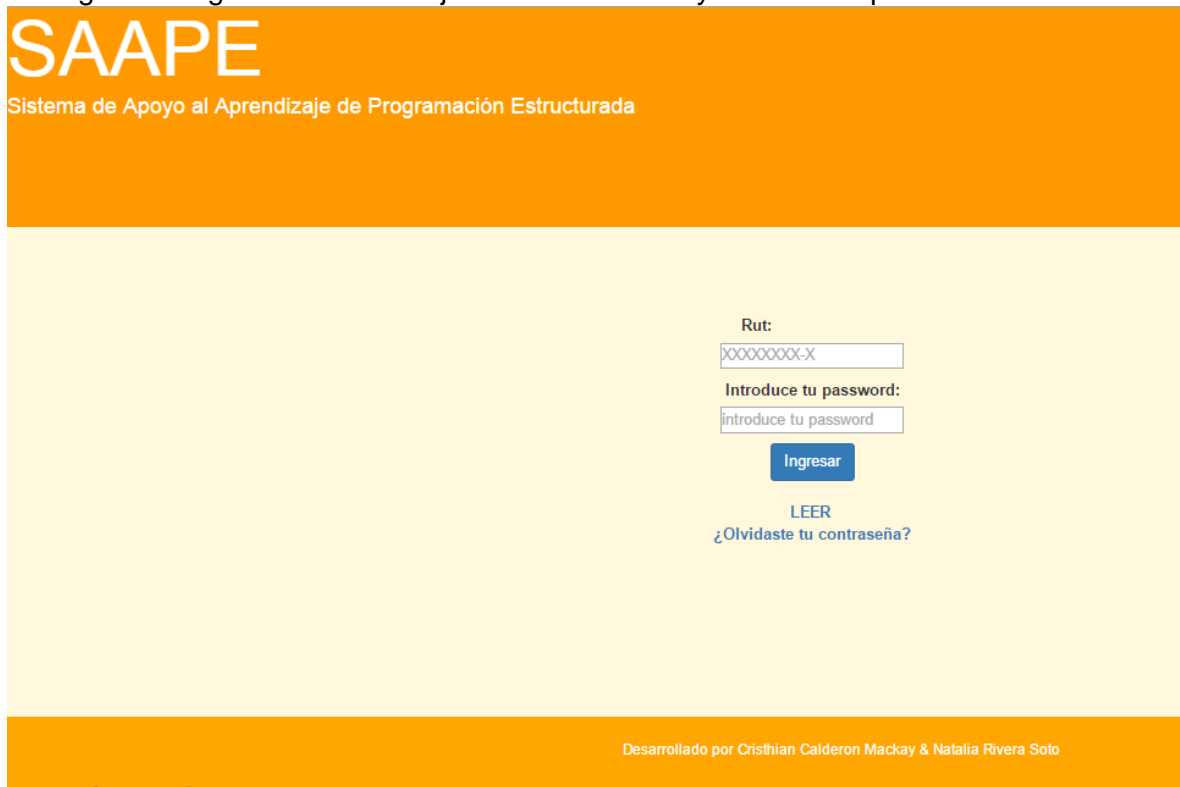 SAAPE
Sistema de Apoyo al Aprendizaje de Programación Estructurada
Rut:
XXXXXXXX-X
Introduce tu password:
introduce tu password
Ingresar
LEER
¿Olvidaste tu contraseña?
Desarrollado por Cristhian Calderon Mackay & Natalia Rivera Soto